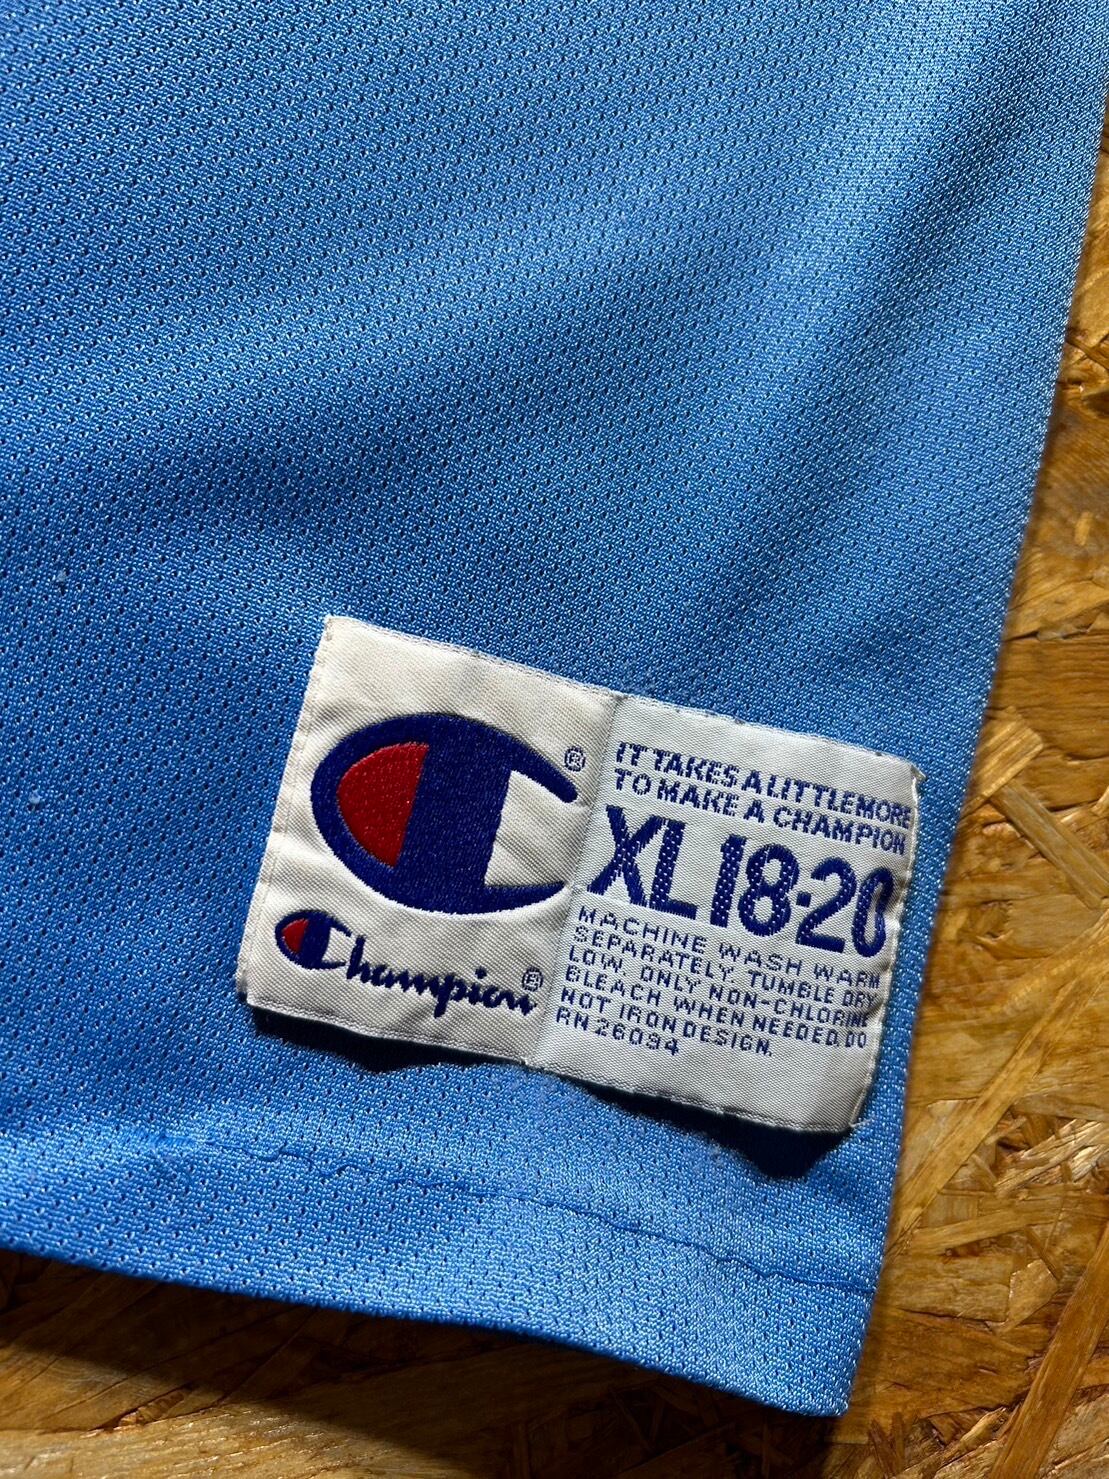 Champion®
®
IT TAKES A LITTLE MORE
TO MAKE A CHAMPION
XL 18-20
MACHINE WASH WARM
SEPARATELY. TUMBLE DRY
LOW. ONLY NON-CHLORINE
BLEACH WHEN NEEDED. DO
NOT IRON DESIGN.
RN 26094